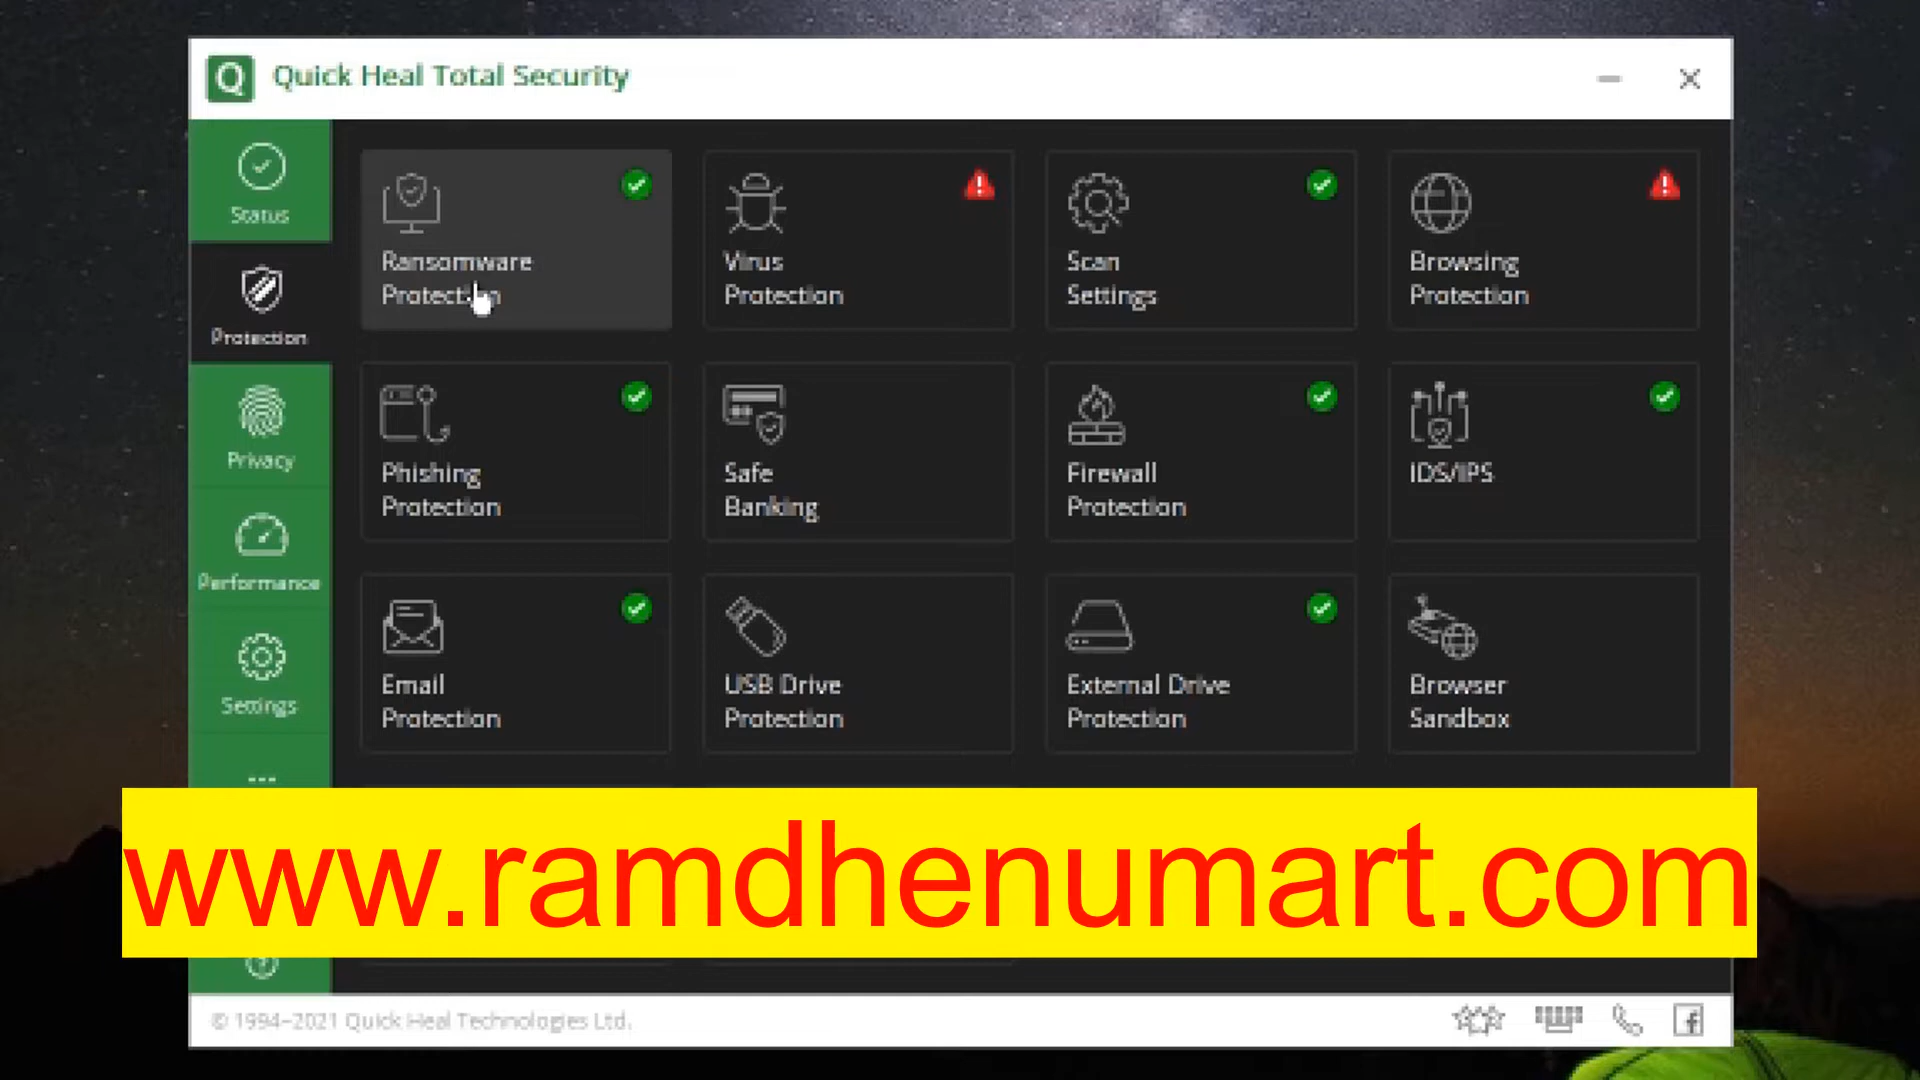 Quick Heal Total Security
Status
Protection
Privacy
Performance
Settings
Ransomware
Protection
Virus
Protection
Scan
Settings
Browsing
Protection
Phishing
Protection
Safe
Banking
Firewall
Protection
IDS/IPS
Email
Protection
USB Drive
Protection
External Drive
Protection
Browser
Sandbox
www.ramdhenumart.com
© 1994-2021 Quick Heal Technologies Ltd.